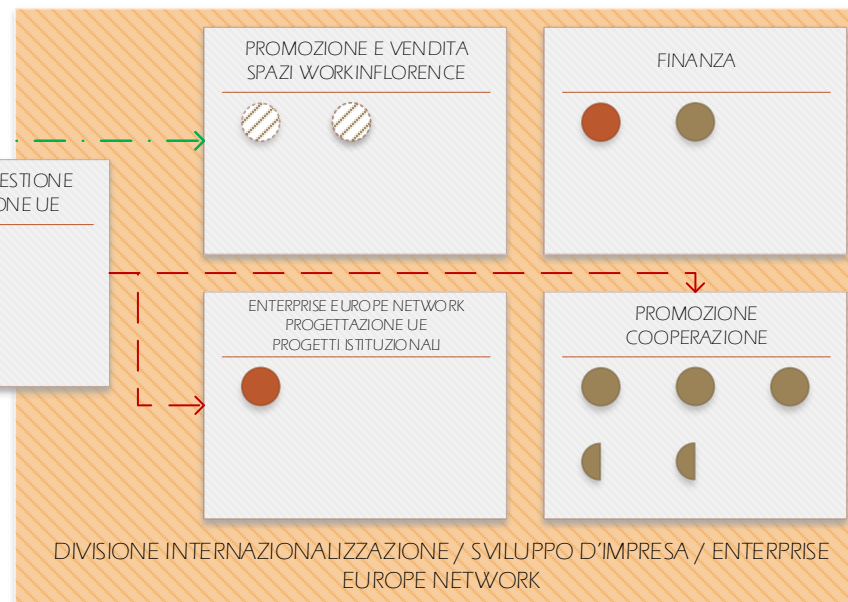 PROMOZIONE E VENDITA
SPAZI WORKINFLORENCE
FINANZA
ESTIONE
ONE UE
ENTERPRISE EUROPE NETWORK
PROGETTAZIONE UE
PROGETTI ISTITUZIONALI
PROMOZIONE
COOPERAZIONE
DIVISIONE INTERNAZIONALIZZAZIONE / SVILUPPO D'IMPRESA / ENTERPRISE
EUROPE NETWORK